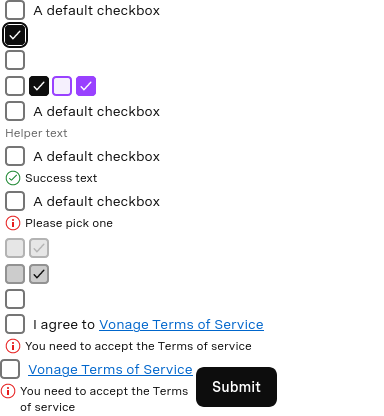 A default checkbox
A default checkbox
Helper text
A default checkbox
Success text
A default checkbox
Please pick one
I agree to Vonage Terms of Service
You need to accept the Terms of service
Vonage Terms of Service
You need to accept the Terms
of service
Submit